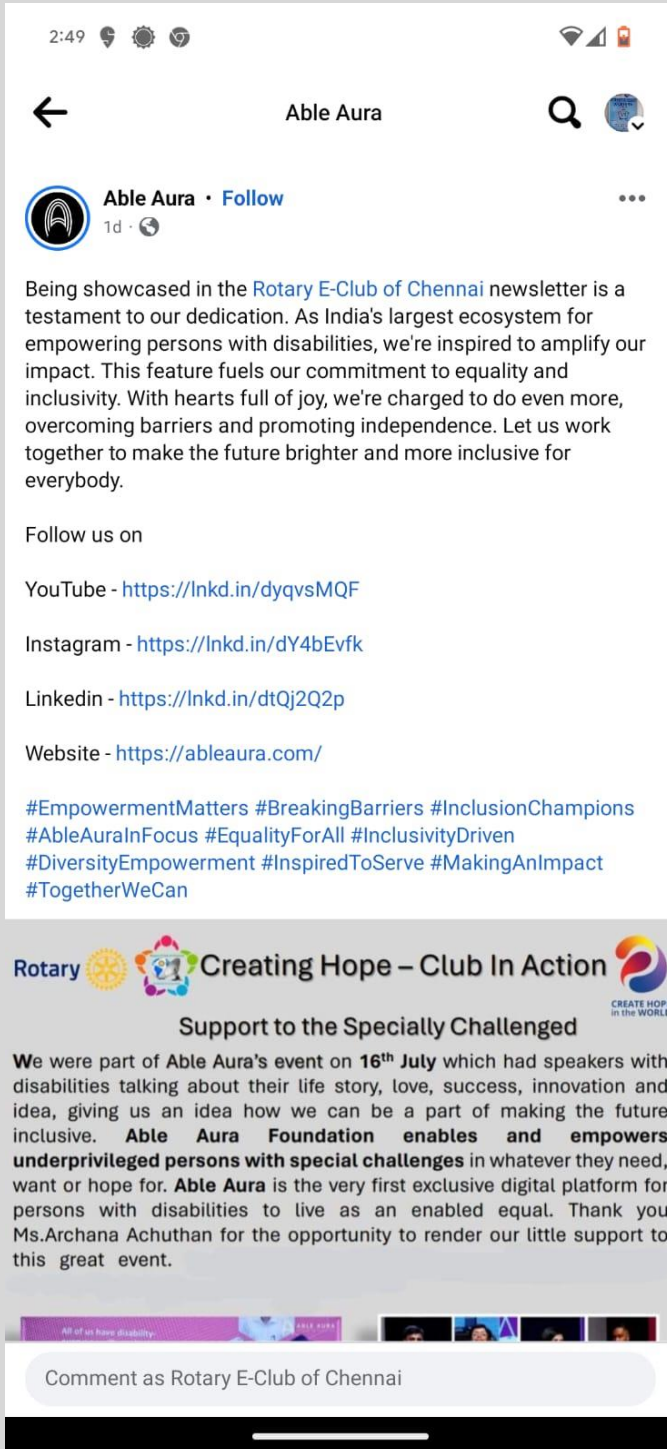 2:49
Able Aura
Able Aura • Follow
1d ·
Being showcased in the Rotary E-Club of Chennai newsletter is a
testament to our dedication. As India's largest ecosystem for
empowering persons with disabilities, we're inspired to amplify our
impact. This feature fuels our commitment to equality and
inclusivity. With hearts full of joy, we're charged to do even more,
overcoming barriers and promoting independence. Let us work
together to make the future brighter and more inclusive for
everybody.
Follow us on
YouTube - https://lnkd.in/dyqvsMQF
Instagram - https://lnkd.in/dY4bEvfk
Linkedin - https://lnkd.in/dtQj2Q2p
Website - https://ableaura.com/
#EmpowermentMatters #BreakingBarriers #InclusionChampions
#AbleAuraInFocus #EqualityForAll #InclusivityDriven
#DiversityEmpowerment #InspiredToServe #MakingAnImpact
#TogetherWeCan
Rotary Creating Hope – Club In Action
CREATE HOPE
in the WORLD
Support to the Specially Challenged
We were part of Able Aura's event on 16th July which had speakers with
disabilities talking about their life story, love, success, innovation and
idea, giving us an idea how we can be a part of making the future
inclusive. Able Aura Foundation enables and empowers
underprivileged persons with special challenges in whatever they need,
want or hope for. Able Aura is the very first exclusive digital platform for
persons with disabilities to live as an enabled equal. Thank you
Ms.Archana Achuthan for the opportunity to render our little support to
this great event.
All of us have disability-
ABLE AURA
Comment as Rotary E-Club of Chennai